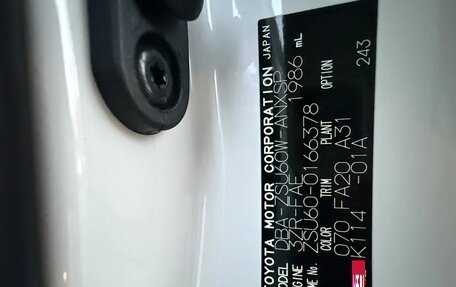 TOYOTA MOTOR CORPORATION JAPAN
MODEL DBA-ZSU60W-ANXSP
ENGINE 3ZR-FAE 1986 mL
FRAME No. ZSU60-0166378
COLOR TRIM PLANT OPTION
070 FA20 A31 243
K114 -01A